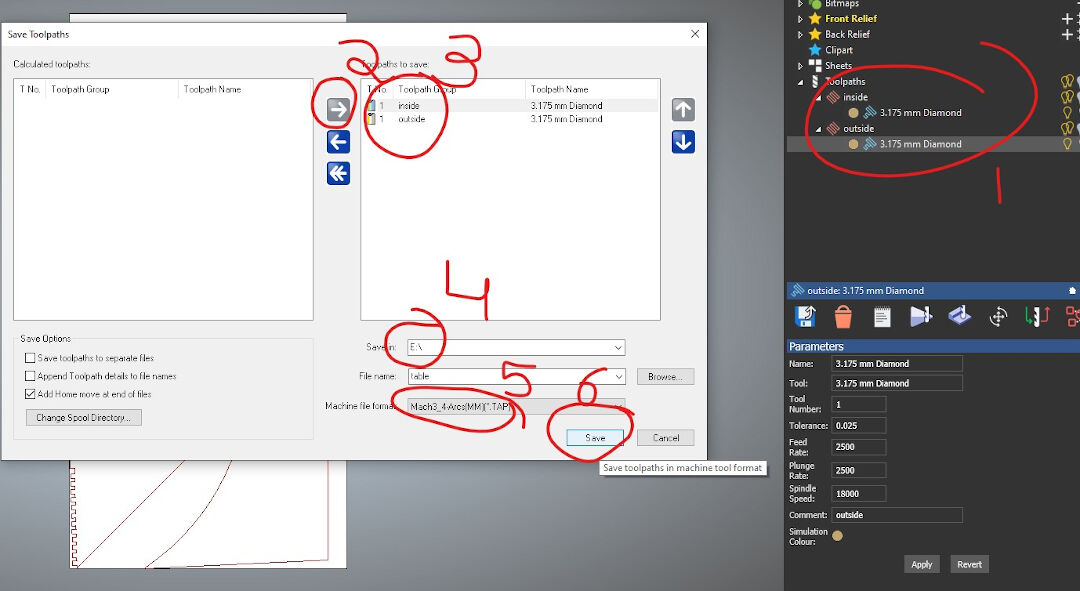 Save Toolpaths
Calculated toolpaths:
T No. Toolpath Group Toolpath Name
2
3
Toolpaths to save:
T No. Toolpath Group Toolpath Name
1 inside 3.175 mm Diamond
1 outside 3.175 mm Diamond
4
Save Options
Save toolpaths to separate files
Append Toolpath details to file names
Add Home move at end of files
Change Spool Directory...
Save in: E:\
File name: table
Browse...
5
6
Machine file format: Mach3_4-Arcs(MM)(*.TAP)
Save
Cancel
Save toolpaths in machine tool format
Bitmaps
Front Relief
Back Relief
Clipart
Sheets
Toolpaths
inside
3.175 mm Diamond
outside
3.175 mm Diamond
1
outside: 3.175 mm Diamond
Parameters
Name: 3.175 mm Diamond
Tool: 3.175 mm Diamond
Tool Number: 1
Tolerance: 0.025
Feed Rate: 2500
Plunge Rate: 2500
Spindle Speed: 18000
Comment: outside
Simulation Colour:
Apply
Revert